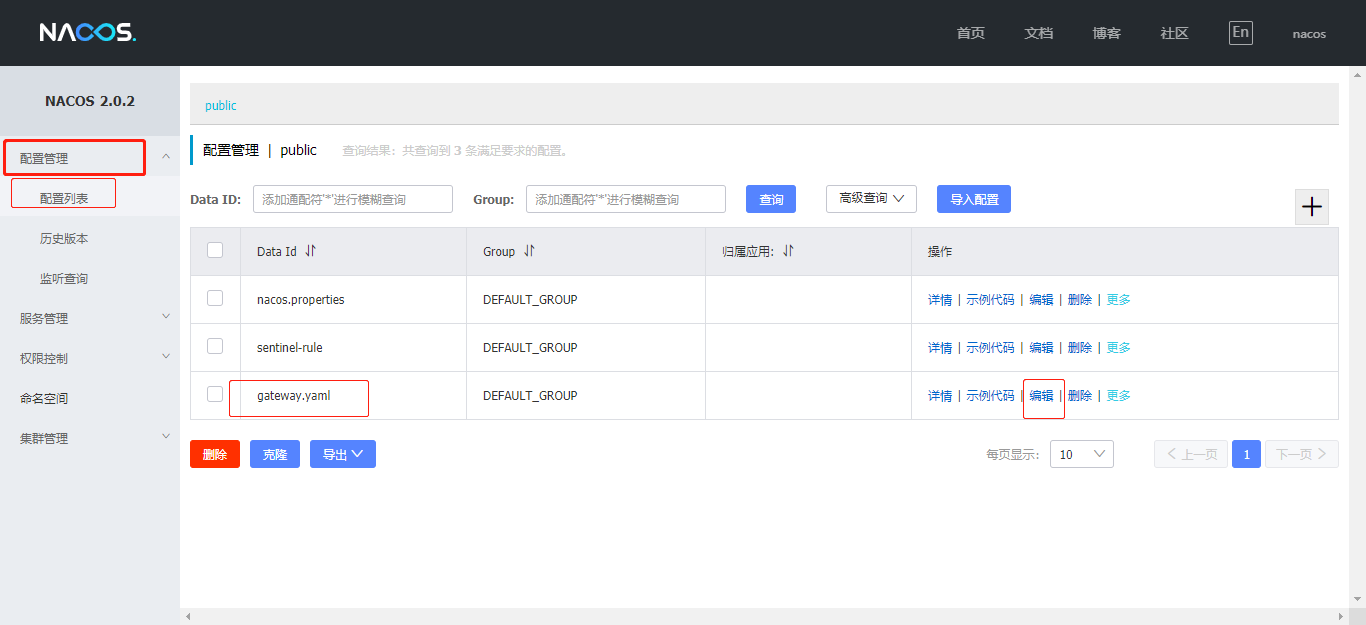 NACOS.
首页 文档 博客 社区 En nacos
NACOS 2.0.2
配置管理
配置列表
历史版本
监听查询
服务管理
权限控制
命名空间
集群管理
public
配置管理 | public 查询结果：共查询到 3 条满足要求的配置。
Data ID: 添加通配符'*'进行模糊查询 Group: 添加通配符'*'进行模糊查询 查询 高级查询 导入配置
Data Id Group 归属应用: 操作
nacos.properties DEFAULT_GROUP 详情 | 示例代码 | 编辑 | 删除 | 更多
sentinel-rule DEFAULT_GROUP 详情 | 示例代码 | 编辑 | 删除 | 更多
gateway.yaml DEFAULT_GROUP 详情 | 示例代码 | 编辑 | 删除 | 更多
删除 克隆 导出 每页显示: 10 上一页 1 下一页